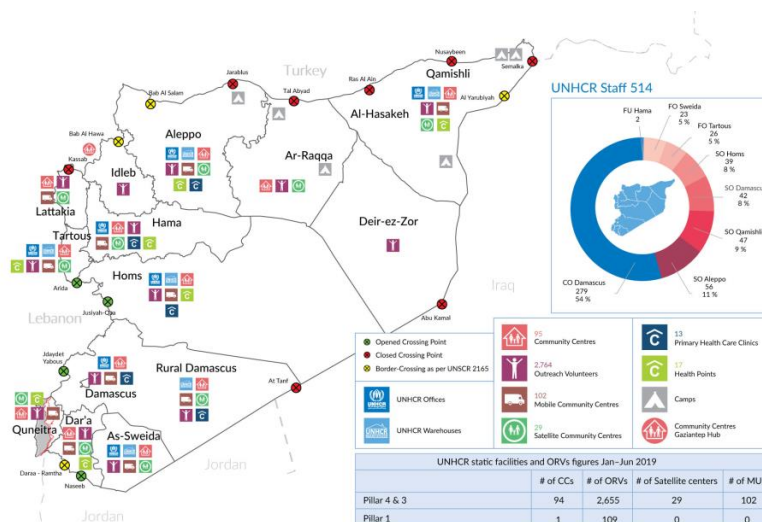 Turkey
Nusaybeen
Semalka
Jarablus
Tal Abyad
Ras Al Ain
Qamishli
Al Yarubiyah
Bab Al Salam
Al-Hasakeh
Bab Al Hawa
Aleppo
Kassab
Idleb
Ar-Raqqa
Lattakia
Hama
Deir-ez-Zor
Tartous
Homs
Iraq
Arida
Jusiyah-Qaa
Abu Kamal
Lebanon
Jdaydet
Yabous
Rural Damascus
Damascus
At Tanf
Quneitra
Dar'a
As-Sweida
Daraa - Ramtha
Naseeb
Jordan
Jordan
UNHCR Staff 514
FU Hama
2
FO Sweida
23
5 %
FO Tartous
26
5 %
SO Homs
39
8 %
SO Damascu
42
8 %
SO Qamishli
47
9 %
SO Aleppo
56
11 %
CO Damascus
279
54 %
Opened Crossing Point
Closed Crossing Point
Border-Crossing as per UNSCR 2165
UNHCR Offices
UNHCR Warehouses
95
Community Centres
2,764
Outreach Volunteers
102
Mobile Community Centres
29
Satellite Community Centres
13
Primary Health Care Clinics
17
Health Points
Camps
Community Centres
Gaziantep Hub
UNHCR static facilities and ORVs figures Jan–Jun 2019
# of CCs # of ORVs # of Satellite centers # of MU
Pillar 4 & 3 94 2,655 29 102
Pillar 1 1 109 0 0